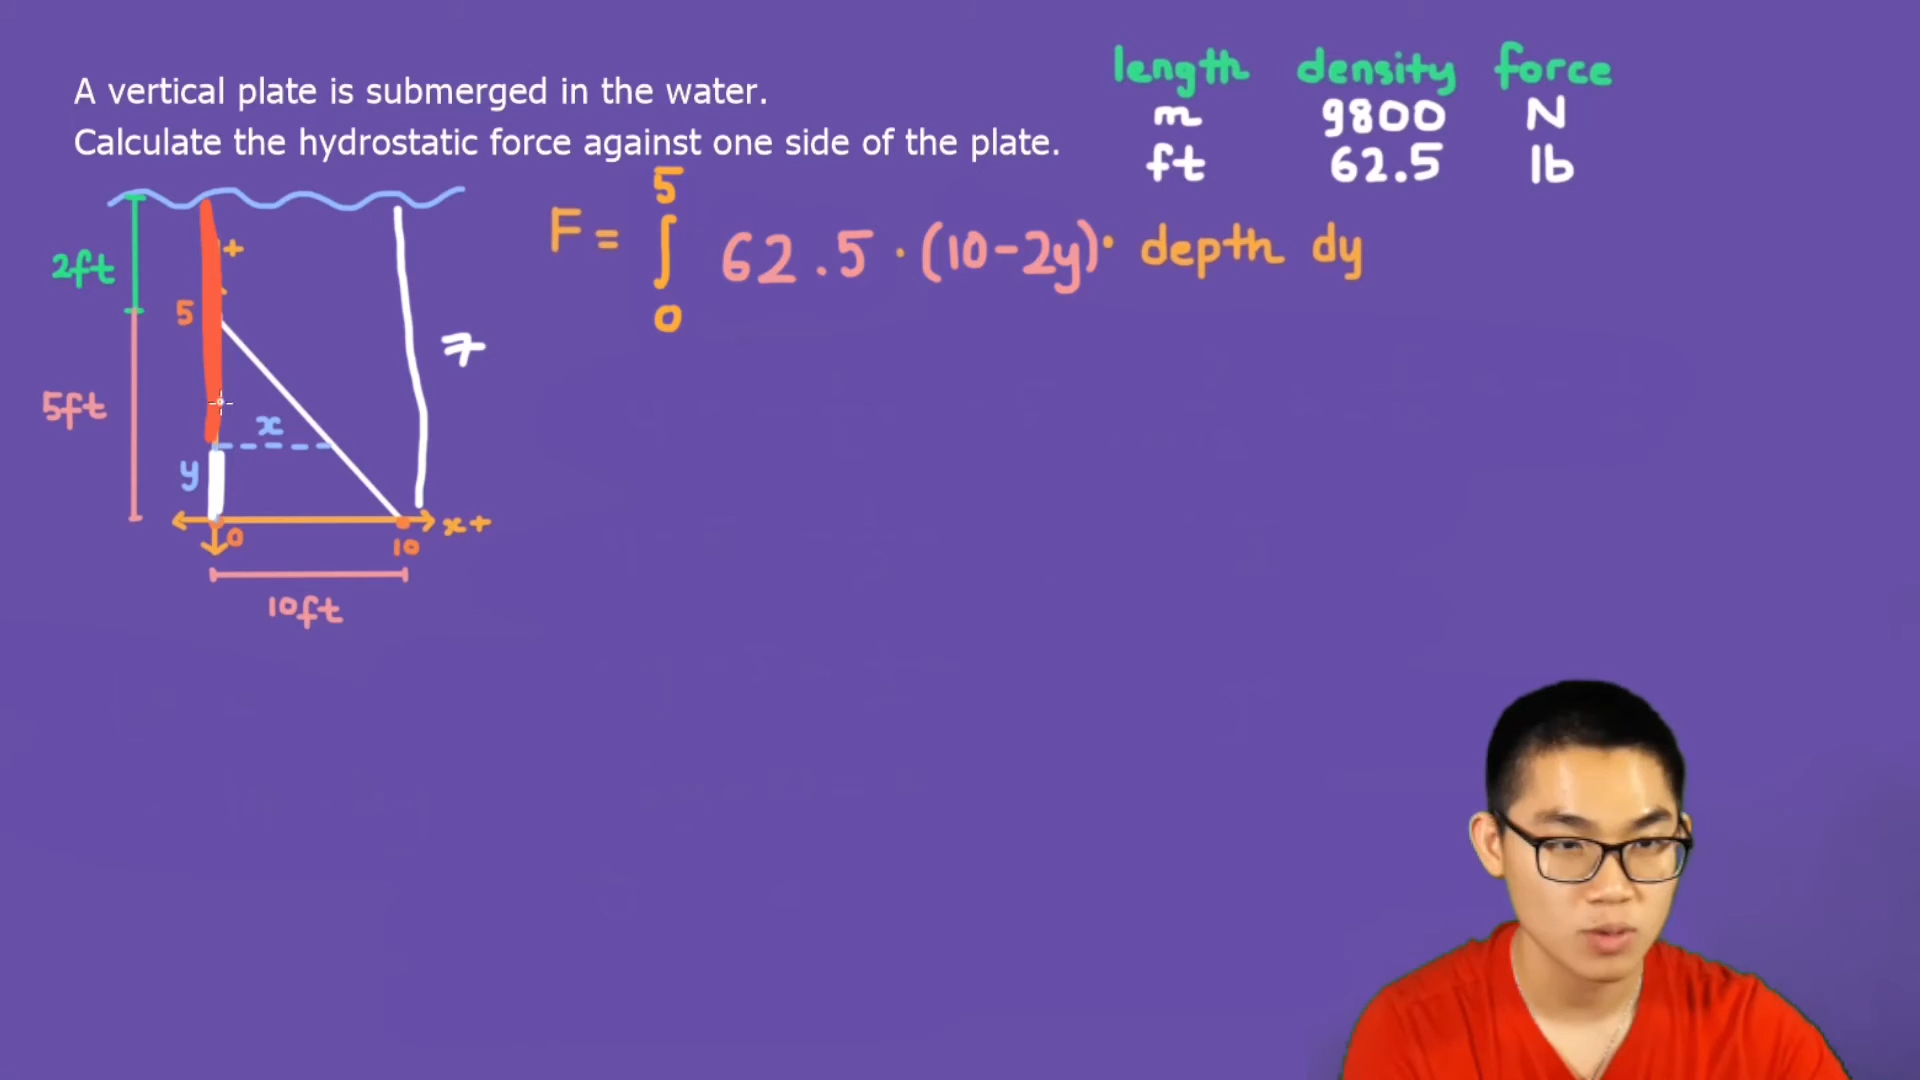 A vertical plate is submerged in the water.
Calculate the hydrostatic force against one side of the plate.
length density force
m 9800 N
ft 62.5 lb
F = ∫₀⁵ 62.5 · (10-2y) · depth dy
+
2ft
5
7
5ft
x
y
x+
0
10
10ft